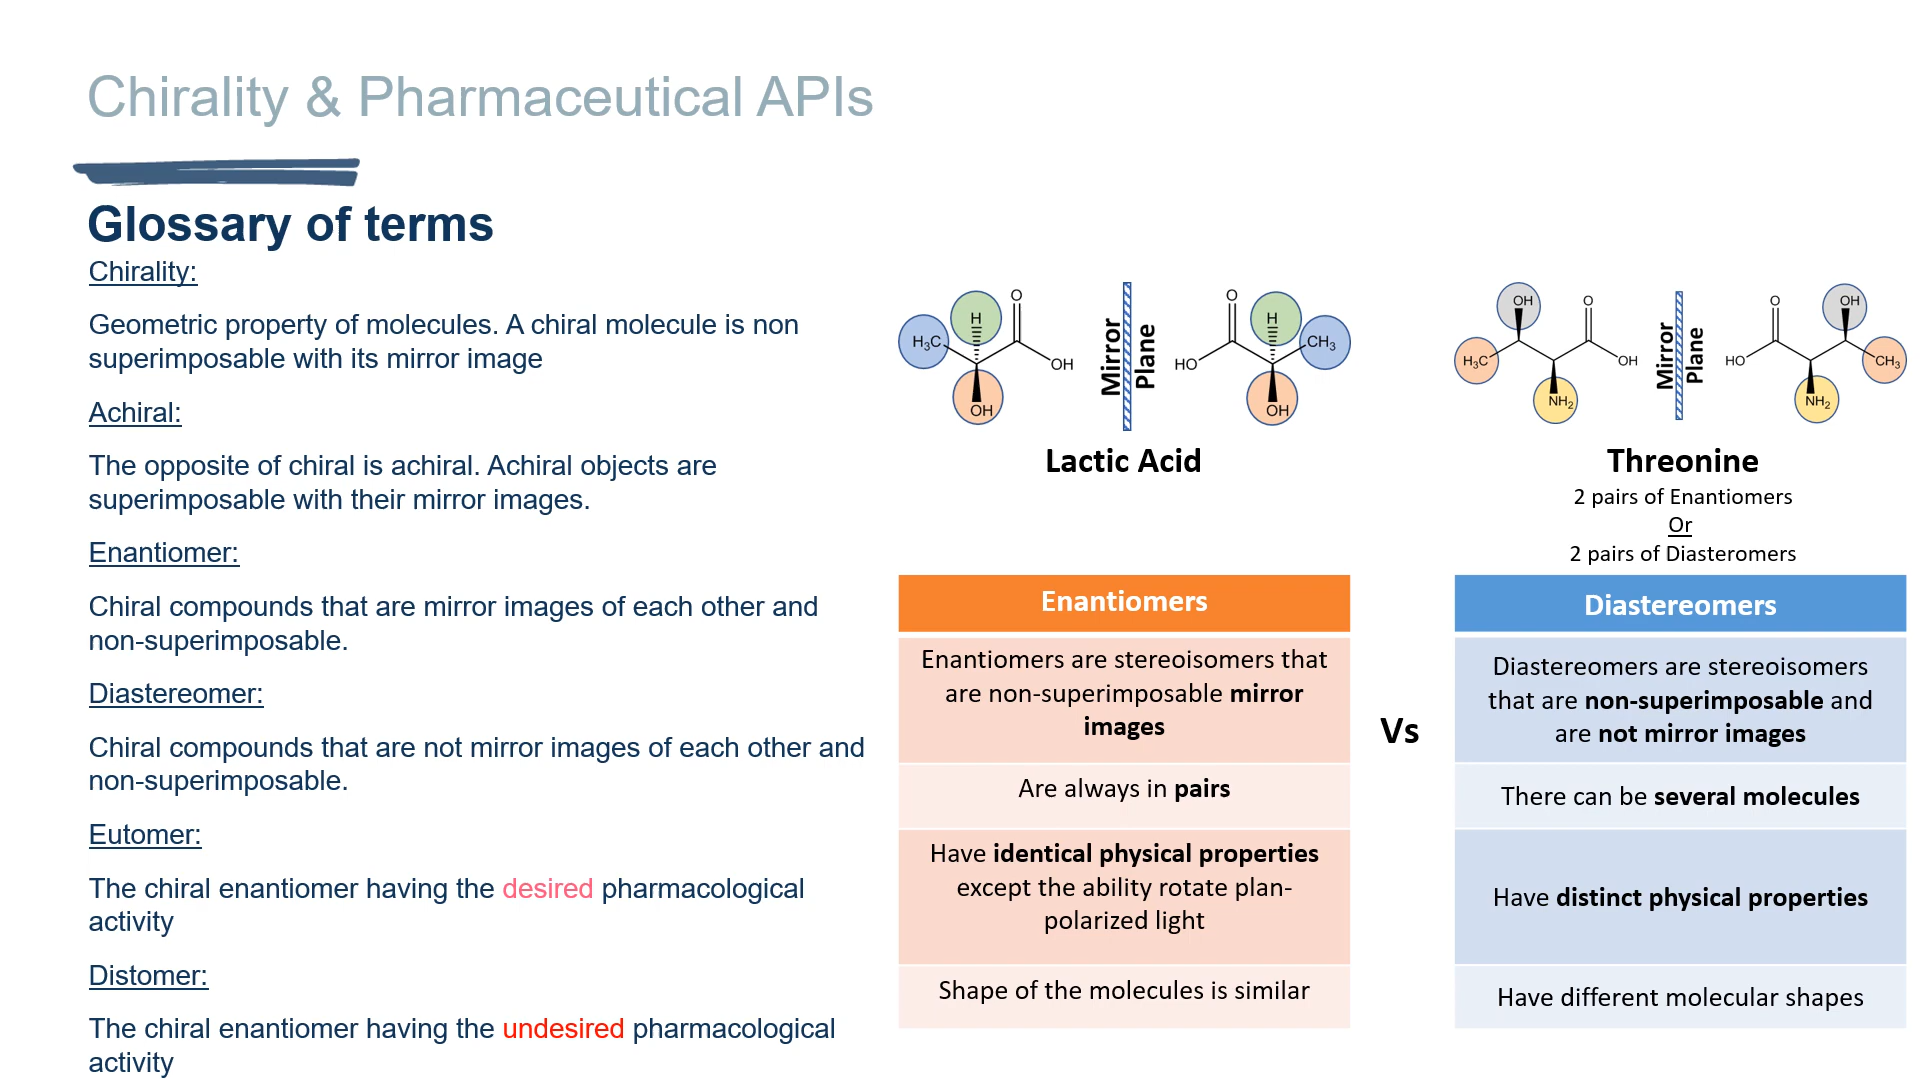 Chirality & Pharmaceutical APIs
Glossary of terms
Chirality:
Geometric property of molecules. A chiral molecule is non
superimposable with its mirror image
Achiral:
The opposite of chiral is achiral. Achiral objects are
superimposable with their mirror images.
Enantiomer:
Chiral compounds that are mirror images of each other and
non-superimposable.
Diastereomer:
Chiral compounds that are not mirror images of each other and
non-superimposable.
Eutomer:
The chiral enantiomer having the desired pharmacological
activity
Distomer:
The chiral enantiomer having the undesired pharmacological
activity
H
O
H₃C
OH
OH
Mirror
Plane
O
H
CH₃
HO
OH
Lactic Acid
OH
O
H₃C
OH
NH₂
Mirror
Plane
O
OH
HO
CH₃
NH₂
Threonine
2 pairs of Enantiomers
Or
2 pairs of Diasteromers
Enantiomers
Enantiomers are stereoisomers that
are non-superimposable mirror
images
Are always in pairs
Have identical physical properties
except the ability rotate plan-
polarized light
Shape of the molecules is similar
Vs
Diastereomers
Diastereomers are stereoisomers
that are non-superimposable and
are not mirror images
There can be several molecules
Have distinct physical properties
Have different molecular shapes